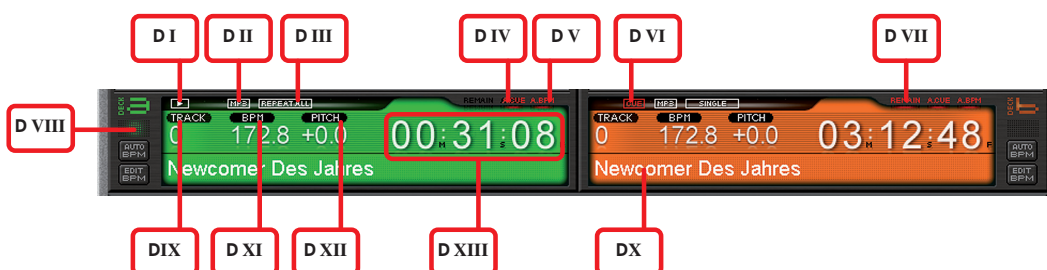 D I D II D III D IV D V D VI D VII
D VIII
DECK MP3 REPEAT ALL REMAIN A.CUE A.BPM
TRACK BPM PITCH
0 172.8 +0.0 00:M 31:S 08 F
AUTO BPM
EDIT BPM
Newcomer Des Jahres
CUE MP3 SINGLE REMAIN A.CUE A.BPM DECK
TRACK BPM PITCH
0 172.8 +0.0 03:M 12:S 48 F
AUTO BPM
EDIT BPM
Newcomer Des Jahres
DIX D XI D XII D XIII DX